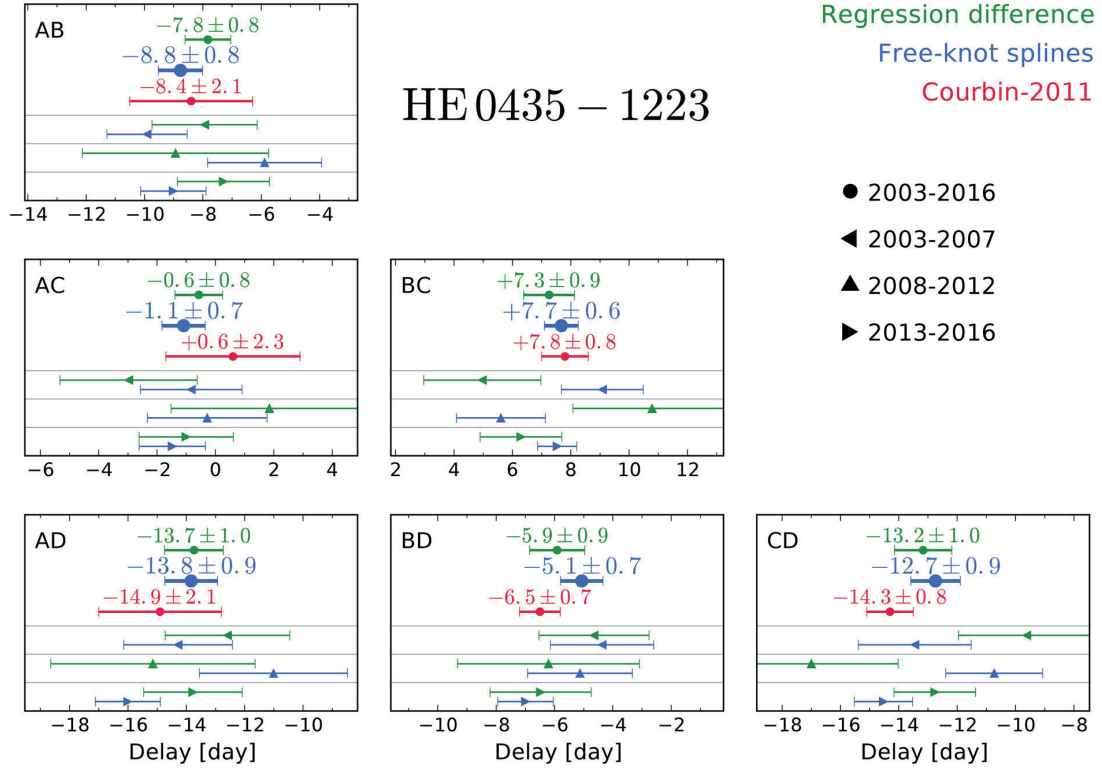 AB
−7.8±0.8
−8.8±0.8
−8.4±2.1
−14 −12 −10 −8 −6 −4
HE 0435 − 1223
Regression difference
Free-knot splines
Courbin-2011
2003-2016
2003-2007
2008-2012
2013-2016
AC
−0.6±0.8
−1.1±0.7
+0.6±2.3
−6 −4 −2 0 2 4
BC
+7.3±0.9
+7.7±0.6
+7.8±0.8
2 4 6 8 10 12
AD
−13.7±1.0
−13.8±0.9
−14.9±2.1
−18 −16 −14 −12 −10
Delay [day]
BD
−5.9±0.9
−5.1±0.7
−6.5±0.7
−10 −8 −6 −4 −2
Delay [day]
CD
−13.2±1.0
−12.7±0.9
−14.3±0.8
−18 −16 −14 −12 −10 −8
Delay [day]